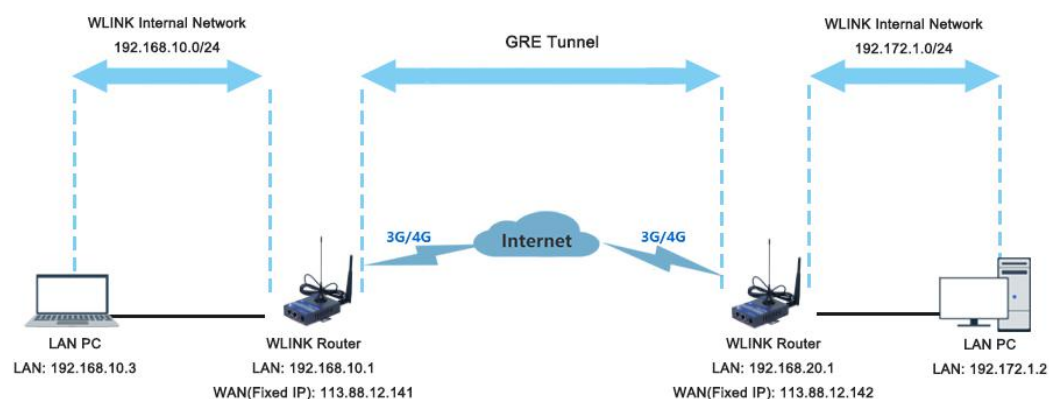 WLINK Internal Network
192.168.10.0/24
GRE Tunnel
WLINK Internal Network
192.172.1.0/24
3G/4G
Internet
3G/4G
LAN PC
LAN: 192.168.10.3
WLINK Router
LAN: 192.168.10.1
WAN(Fixed IP): 113.88.12.141
WLINK Router
LAN: 192.168.20.1
WAN(Fixed IP): 113.88.12.142
LAN PC
LAN: 192.172.1.2